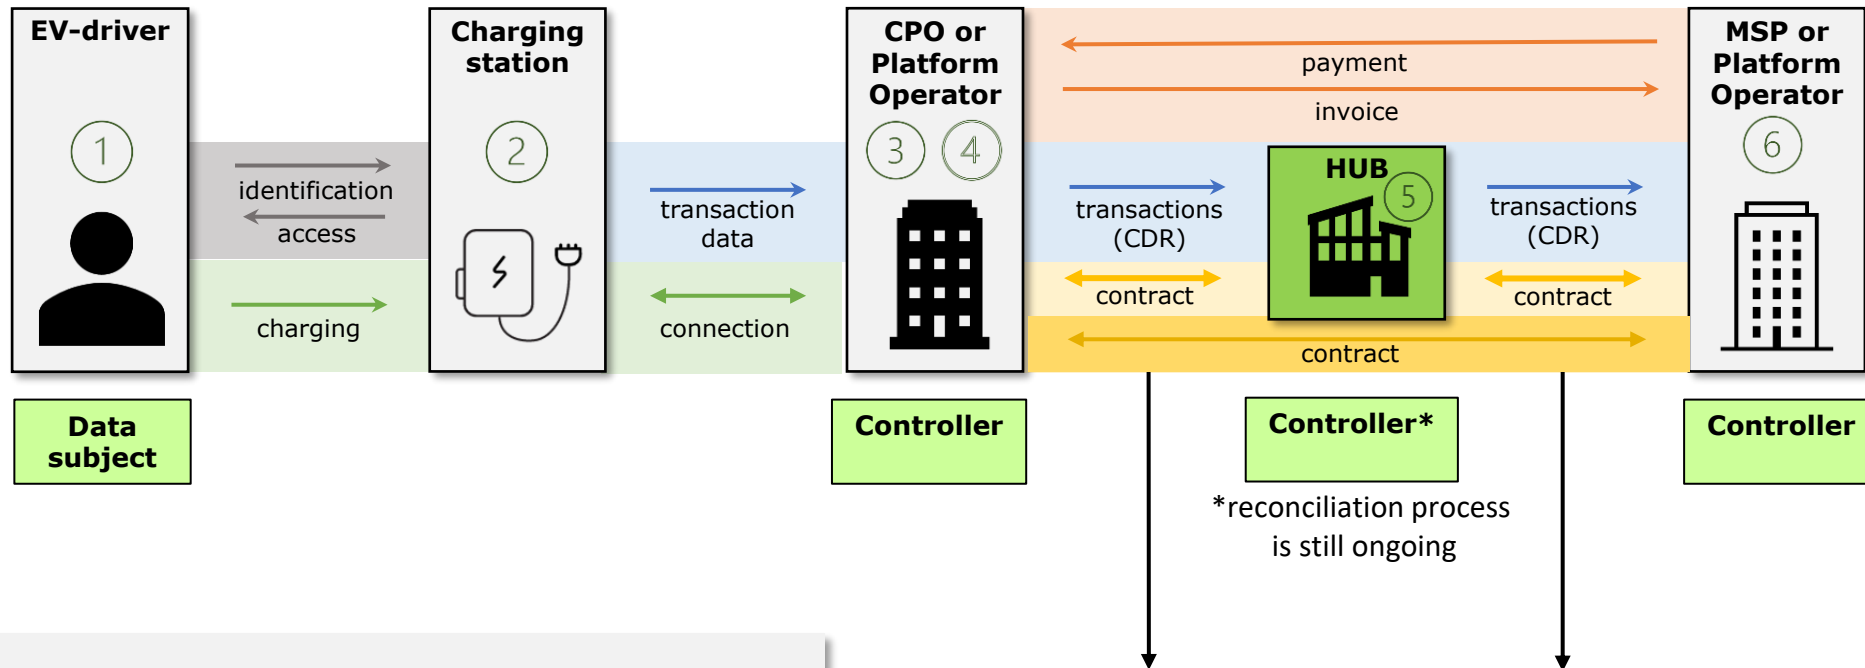 EV-driver
1
identification
access
charging
Charging
station
2
transaction
data
connection
CPO or
Platform
Operator
3 4
payment
invoice
transactions
(CDR)
contract
HUB
5
transactions
(CDR)
contract
contract
MSP or
Platform
Operator
6
Data
subject
Controller
Controller*
*reconciliation process
is still ongoing
Controller